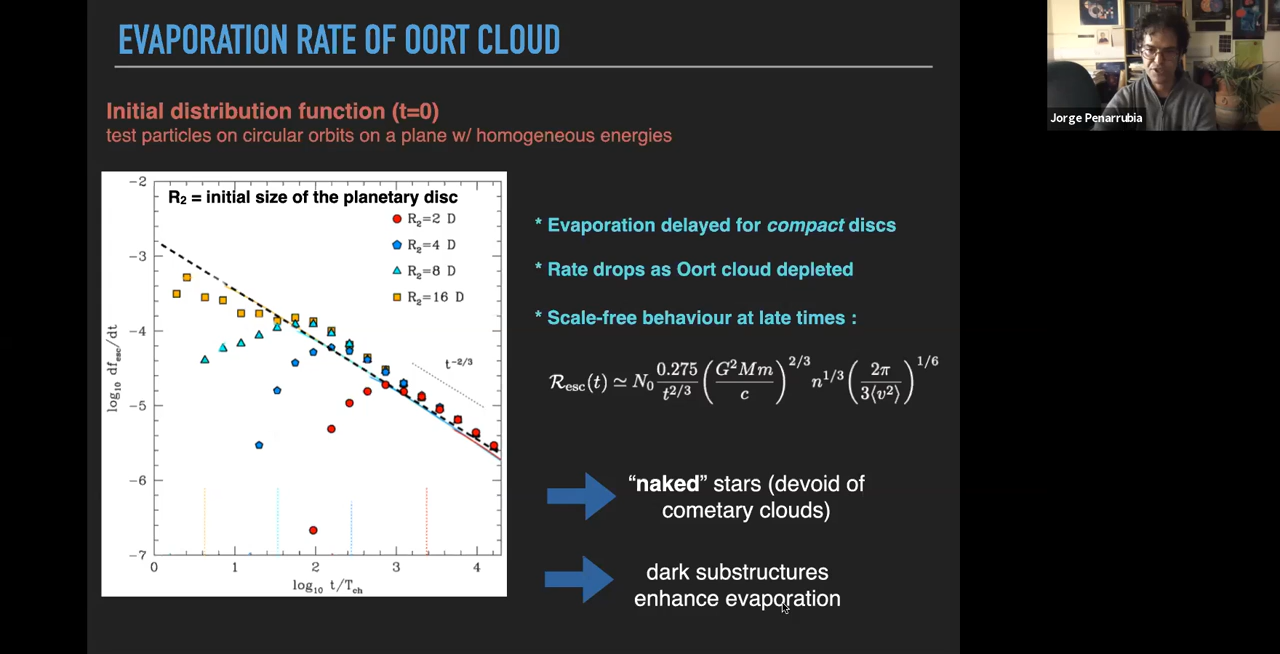 EVAPORATION RATE OF OORT CLOUD
Initial distribution function (t=0)
test particles on circular orbits on a plane w/ homogeneous energies
R₂ = initial size of the planetary disc
R₂=2 D
R₂=4 D
R₂=8 D
R₂=16 D
t^{-2/3}
log₁₀ df_esc/dt
−2
−3
−4
−5
−6
−7
0 1 2 3 4
log₁₀ t/T_ch
* Evaporation delayed for compact discs
* Rate drops as Oort cloud depleted
* Scale-free behaviour at late times :
R_esc(t) ≃ N₀ 0.275/t^{2/3} (G²Mm/c)^{2/3} n^{1/3} (2π/3⟨v²⟩)^{1/6}
“naked” stars (devoid of
cometary clouds)
dark substructures
enhance evaporation
Jorge Penarrubia